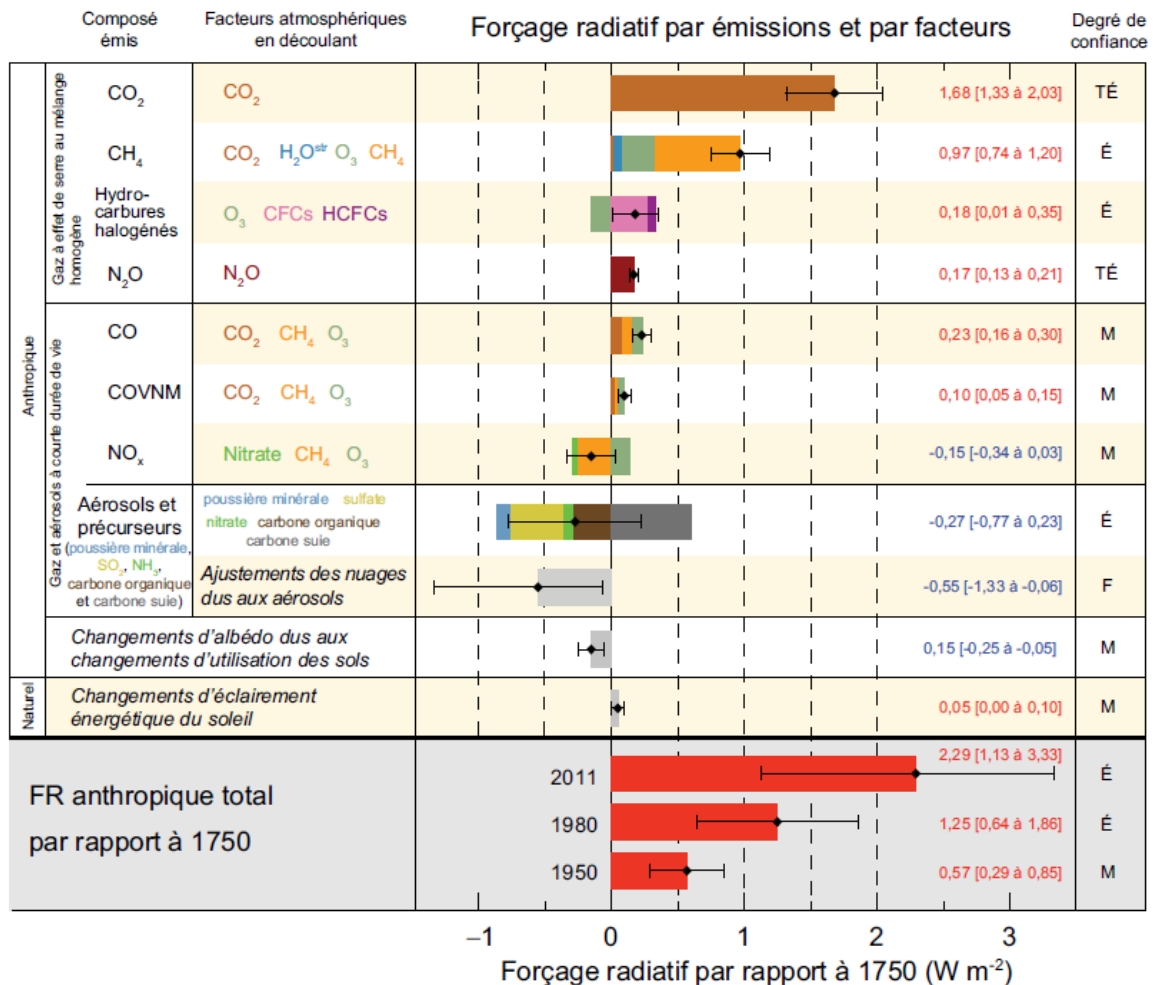 Composé émis
Facteurs atmosphériques en découlant
Forçage radiatif par émissions et par facteurs
Degré de confiance
Anthropique
Gaz à effet de serre au mélange homogène
CO₂
CO₂
1,68 [1,33 à 2,03]
TÉ
CH₄
CO₂ H₂Oˢᵗʳ O₃ CH₄
0,97 [0,74 à 1,20]
É
Hydro-
carbures
halogénés
O₃ CFCs HCFCs
0,18 [0,01 à 0,35]
É
N₂O
N₂O
0,17 [0,13 à 0,21]
TÉ
Gaz et aérosols à courte durée de vie
CO
CO₂ CH₄ O₃
0,23 [0,16 à 0,30]
M
COVNM
CO₂ CH₄ O₃
0,10 [0,05 à 0,15]
M
NOₓ
Nitrate CH₄ O₃
-0,15 [-0,34 à 0,03]
M
Aérosols et
précurseurs
(poussière minérale,
SO₂, NH₃,
carbone organique
et carbone suie)
poussière minérale sulfate
nitrate carbone organique
carbone suie
-0,27 [-0,77 à 0,23]
É
Ajustements des nuages
dus aux aérosols
-0,55 [-1,33 à -0,06]
F
Changements d'albédo dus aux
changements d'utilisation des sols
0,15 [-0,25 à -0,05]
M
Naturel
Changements d'éclairement
énergétique du soleil
0,05 [0,00 à 0,10]
M
FR anthropique total
par rapport à 1750
2011
2,29 [1,13 à 3,33]
É
1980
1,25 [0,64 à 1,86]
É
1950
0,57 [0,29 à 0,85]
M
−1 0 1 2 3
Forçage radiatif par rapport à 1750 (W m⁻²)